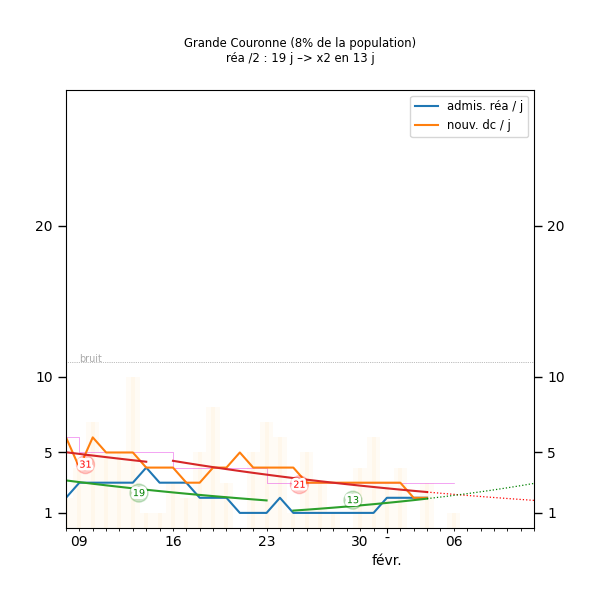 Grande Couronne (8% de la population)
réa /2 : 19 j –> x2 en 13 j
admis. réa / j
nouv. dc / j
20
20
bruit
10
10
5
5
31
21
19
13
1
1
09
16
23
30
06
févr.